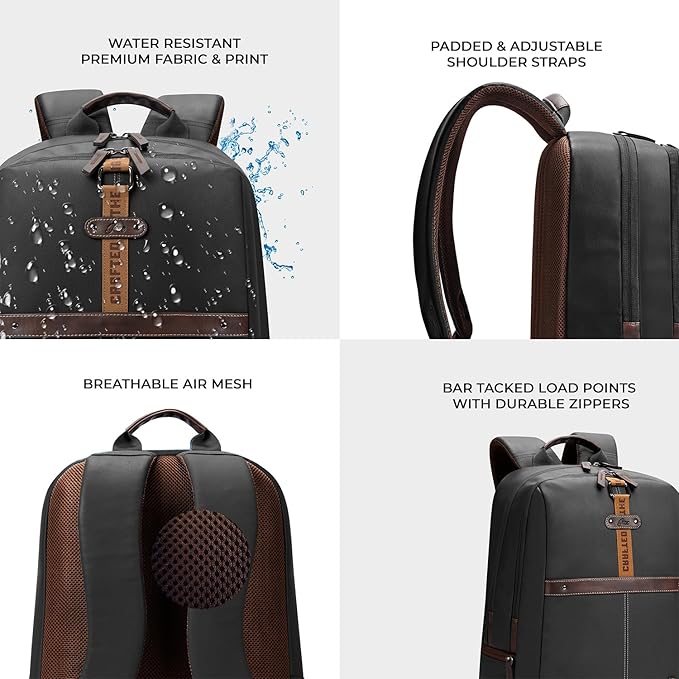 WATER RESISTANT
PREMIUM FABRIC & PRINT
PADDED & ADJUSTABLE
SHOULDER STRAPS
CRAFTED THE
BREATHABLE AIR MESH
BAR TACKED LOAD POINTS
WITH DURABLE ZIPPERS
CRAFTED THE